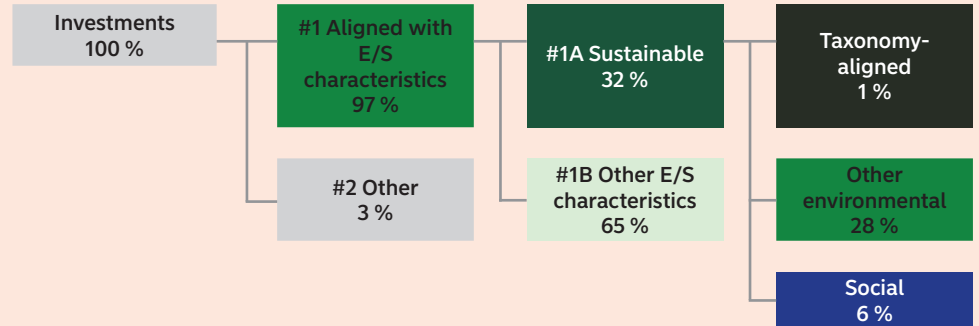 Investments
100 %
#1 Aligned with
E/S
characteristics
97 %
#2 Other
3 %
#1A Sustainable
32 %
#1B Other E/S
characteristics
65 %
Taxonomy-
aligned
1 %
Other
environmental
28 %
Social
6 %